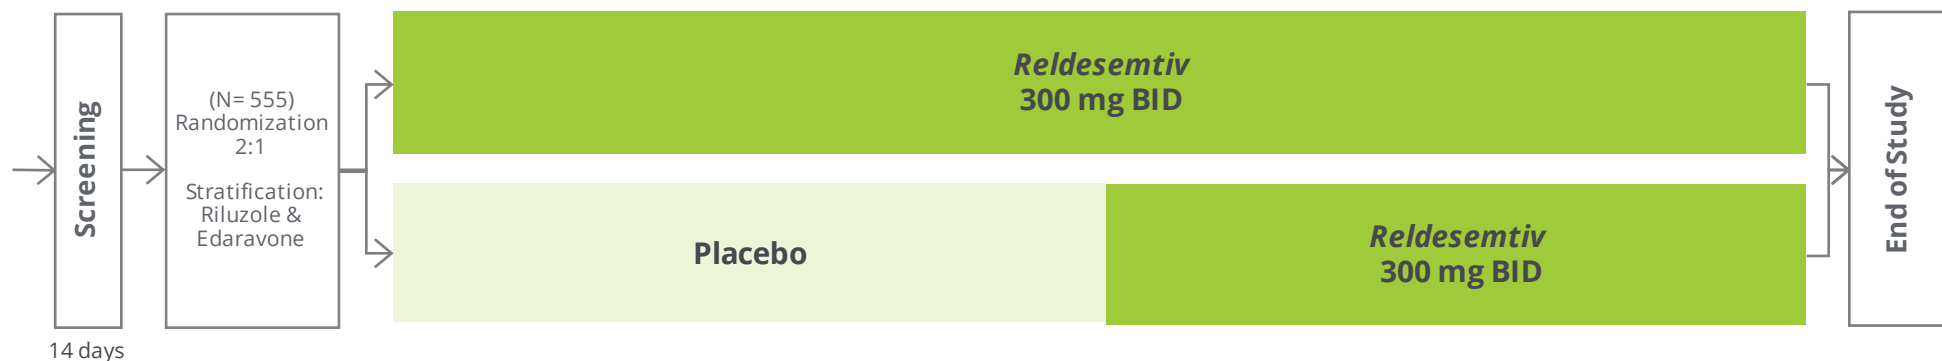 Screening
14 days
(N= 555)
Randomization
2:1
Stratification:
Riluzole &
Edaravone
Reldesemtiv
300 mg BID
Placebo
Reldesemtiv
300 mg BID
End of Study